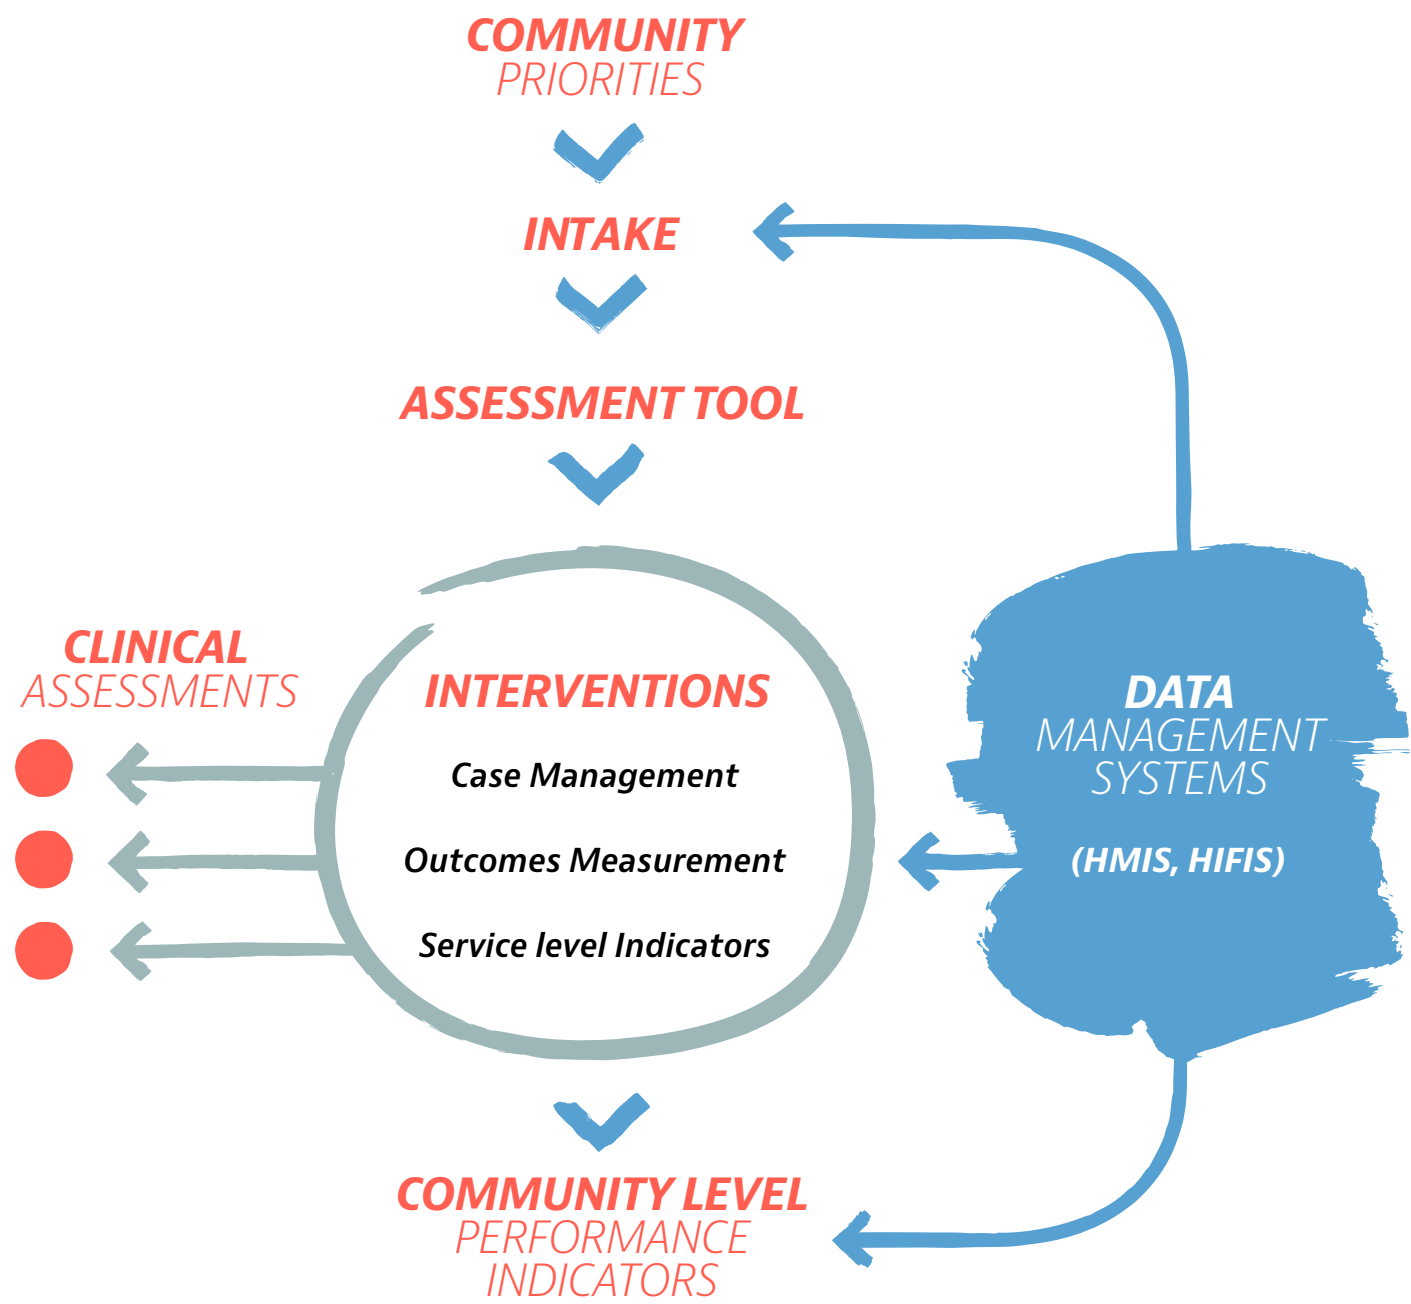 COMMUNITY
PRIORITIES
INTAKE
ASSESSMENT TOOL
CLINICAL
ASSESSMENTS
INTERVENTIONS
Case Management
Outcomes Measurement
Service level Indicators
DATA
MANAGEMENT
SYSTEMS
(HMIS, HIFIS)
COMMUNITY LEVEL
PERFORMANCE
INDICATORS